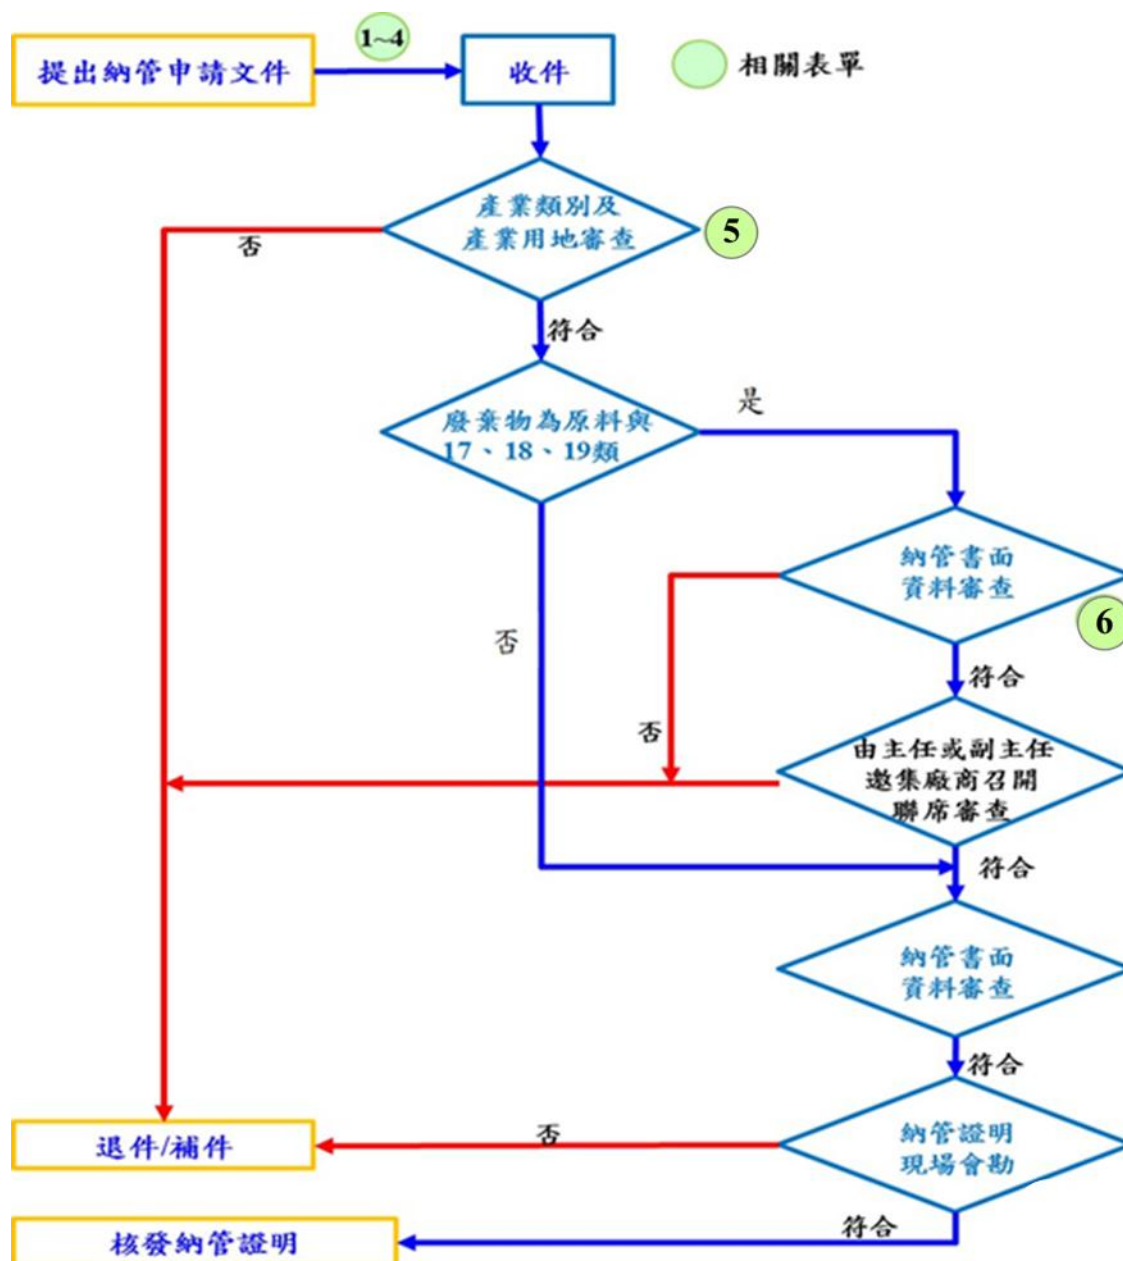 1~4
提出納管申請文件
收件
相關表單
產業類別及
產業用地審查
5
否
符合
廢棄物為原料與
17、18、19類
是
納管書面
資料審查
6
否
符合
否
由主任或副主任
邀集廠商召開
聯席審查
符合
納管書面
資料審查
符合
納管證明
現場會勘
否
退件/補件
符合
核發納管證明